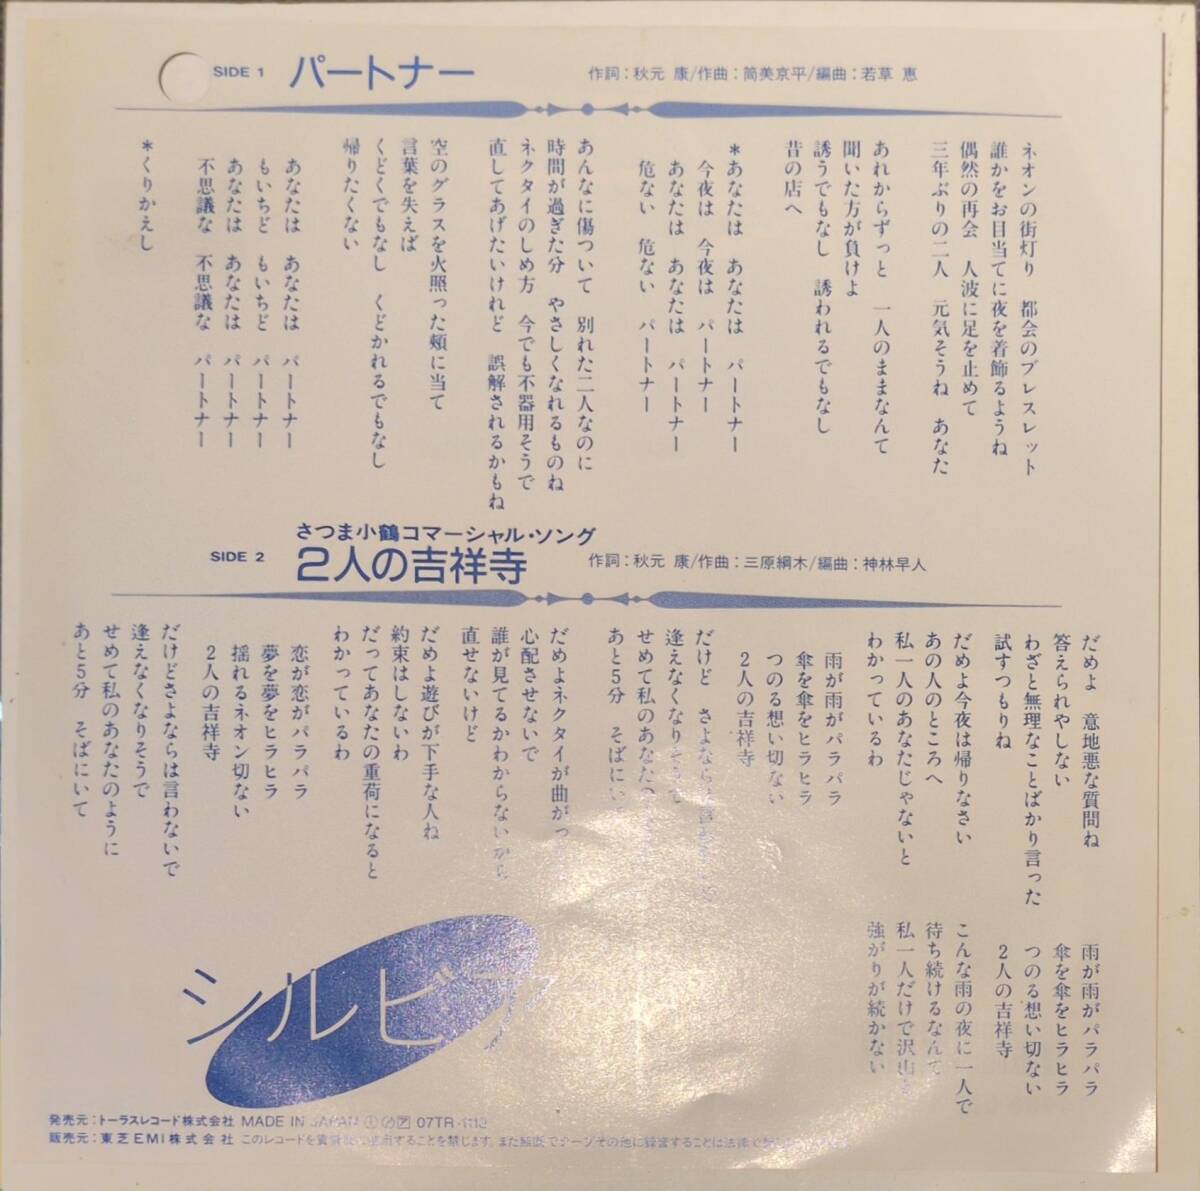 SIDE 1 パートナー 作詞：秋元 康/作曲：筒美京平/編曲：若草 恵
ネオンの街灯り 都会のブレスレット
誰かをお目当てに夜を着飾るようね
偶然の再会 人波に足を止めて
三年ぶりの二人 元気そうね あなた
あれからずっと 一人のままなんて
聞いた方が負けよ
誘うでもなし 誘われるでもなし
昔の店へ
＊あなたは あなたは パートナー
今夜は 今夜は パートナー
あなたは あなたは パートナー
危ない 危ない パートナー
あんなに傷ついて 別れた二人なのに
時間が過ぎた分 やさしくなれるものね
ネクタイのしめ方 今でも不器用そうで
直してあげたいけれど 誤解されるかもね
空のグラスを火照った頬に当て
言葉を失えば
くどくでもなし くどかれるでもなし
帰りたくない
あなたは あなたは パートナー
もいちど もいちど パートナー
あなたは あなたは パートナー
不思議な 不思議な パートナー
＊くりかえし
さつま小鶴コマーシャル・ソング
SIDE 2 2人の吉祥寺 作詞：秋元 康/作曲：三原綱木/編曲：神林早人
だめよ 意地悪な質問ね
答えられやしない
わざと無理なことばかり言った
試すつもりね
だめよ今夜は帰りなさい
あの人のところへ
私一人のあなたじゃないと
わかっているわ
雨が雨がパラパラ
傘を傘をヒラヒラ
つのる想い切ない
2人の吉祥寺
だけど さよなら
逢えなくなりそうで
せめて私のあなたの
あと5分 そばに
だめよネクタイが曲がっ
心配させないで
誰が見てるかわからないから
直せないけど
だめよ遊びが下手な人ね
約束はしないわ
だってあなたの重荷になると
わかっているわ
恋が恋がパラパラ
夢を夢をヒラヒラ
揺れるネオン切ない
2人の吉祥寺
だけどさよならは言わないで
逢えなくなりそうで
せめて私のあなたのように
あと5分 そばにいて
雨が雨がパラパラ
傘を傘をヒラヒラ
つのる想い切ない
2人の吉祥寺
こんな雨の夜に一人で
待ち続けるなんて
私一人だけで沢山
強がりが続かない
シルビア
発売元：トーラスレコード株式会社 MADE IN JAPAN 07TR-
販売元：東芝EMI株式会社 このレコードを賃貸業に使用することを禁じます。また無断でテープその他に録音することは法律で